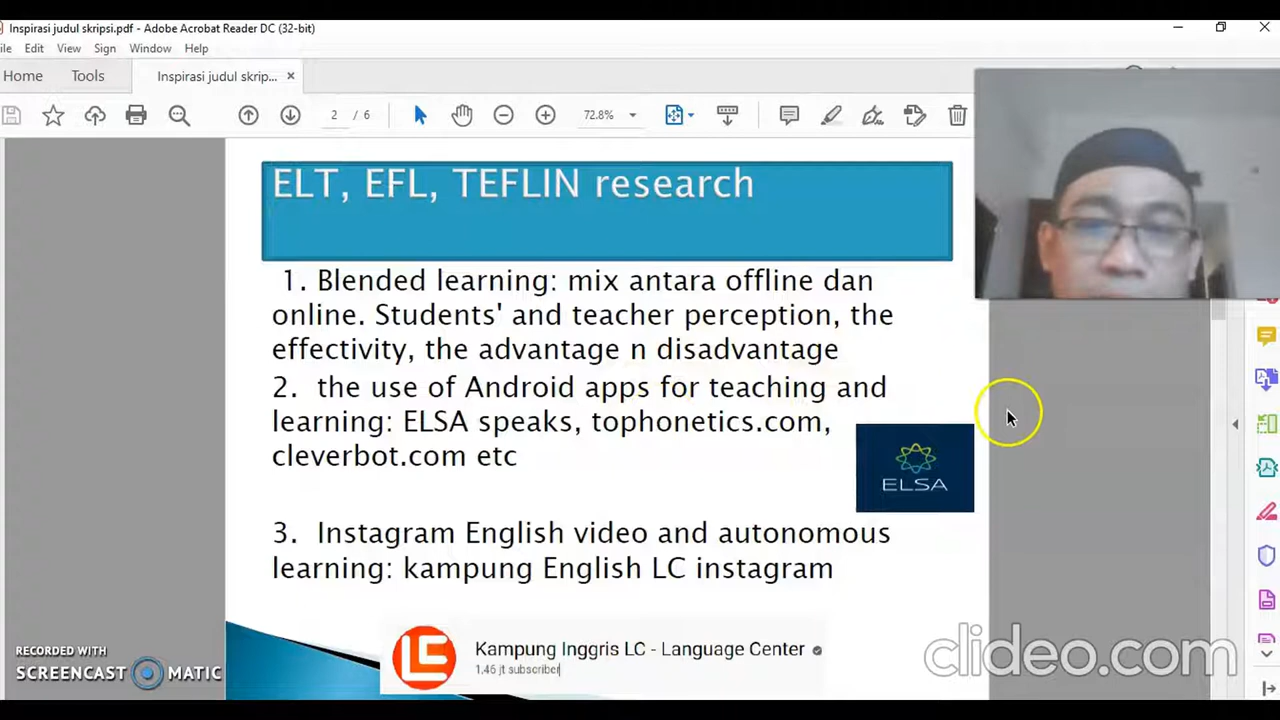 Inspirasi judul skripsi.pdf - Adobe Acrobat Reader DC (32-bit)
ile Edit View Sign Window Help
Home Tools Inspirasi judul skrip... ×
2 / 6 72.8%
ELT, EFL, TEFLIN research
1. Blended learning: mix antara offline dan
online. Students' and teacher perception, the
effectivity, the advantage n disadvantage
2. the use of Android apps for teaching and
learning: ELSA speaks, tophonetics.com,
cleverbot.com etc
ELSA
3. Instagram English video and autonomous
learning: kampung English LC instagram
LC
Kampung Inggris LC - Language Center
1.46 jt subscriber
RECORDED WITH
SCREENCAST MATIC
clideo.com